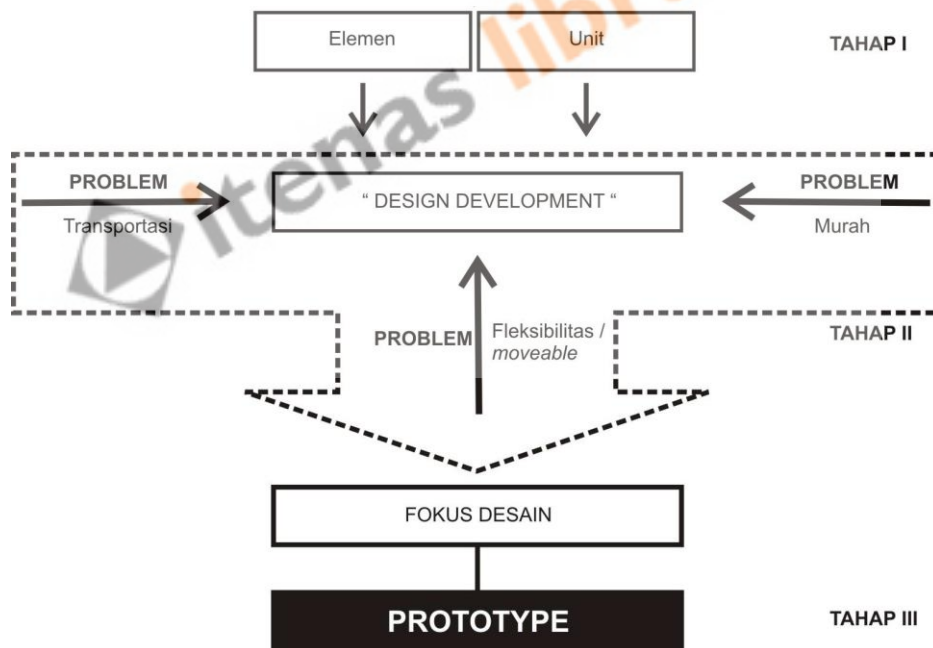 Elemen
Unit
TAHAP I
PROBLEM
Transportasi
“ DESIGN DEVELOPMENT “
PROBLEM
Murah
PROBLEM
Fleksibilitas /
moveable
TAHAP II
FOKUS DESAIN
PROTOTYPE
TAHAP III
itenas